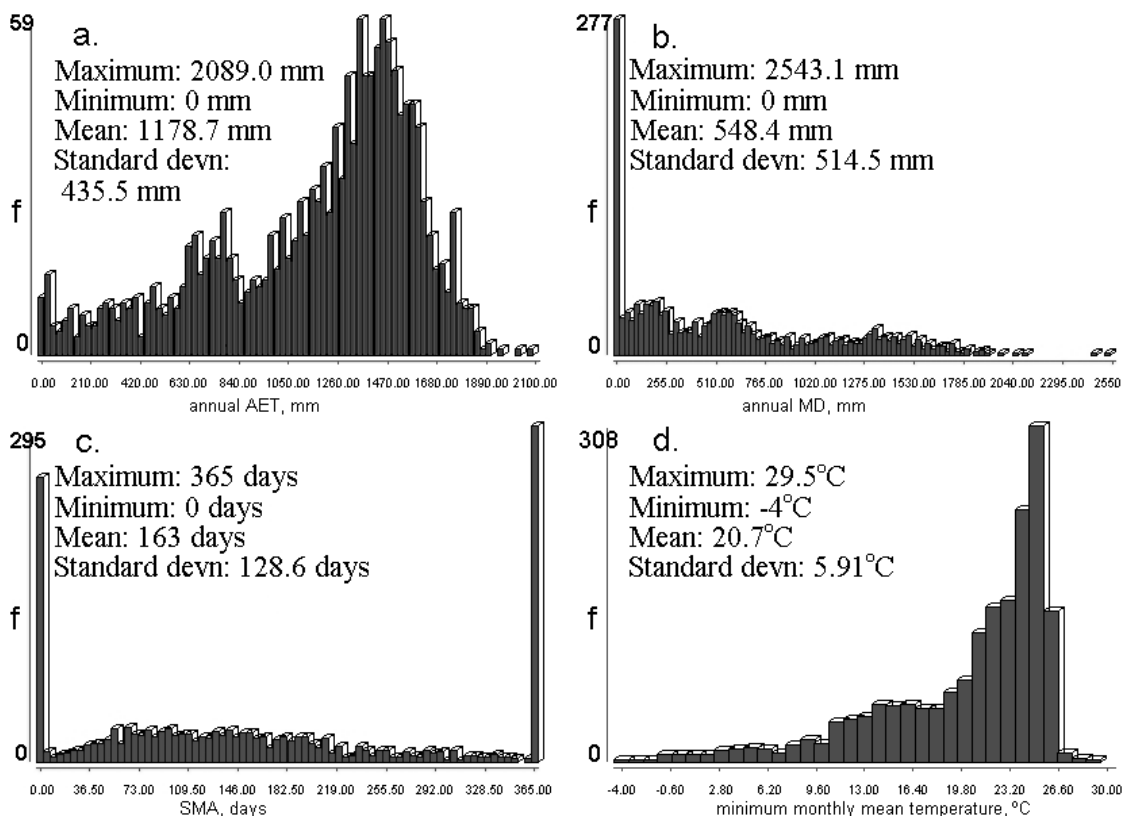 59
a.
Maximum: 2089.0 mm
Minimum: 0 mm
Mean: 1178.7 mm
Standard devn:
435.5 mm
f
0
0.00 210.00 420.00 630.00 840.00 1050.00 1260.00 1470.00 1680.00 1890.00 2100.00
annual AET, mm
277
b.
Maximum: 2543.1 mm
Minimum: 0 mm
Mean: 548.4 mm
Standard devn: 514.5 mm
f
0
0.00 255.00 510.00 765.00 1020.00 1275.00 1530.00 1785.00 2040.00 2295.00 2550
annual MD, mm
295
c.
Maximum: 365 days
Minimum: 0 days
Mean: 163 days
Standard devn: 128.6 days
f
0
0.00 36.50 73.00 109.50 146.00 182.50 219.00 255.50 292.00 328.50 365.00
SMA, days
308
d.
Maximum: 29.5°C
Minimum: -4°C
Mean: 20.7°C
Standard devn: 5.91°C
f
0
-4.00 -0.60 2.80 6.20 9.60 13.00 16.40 19.80 23.20 26.60 30.00
minimum monthly mean temperature, ºC